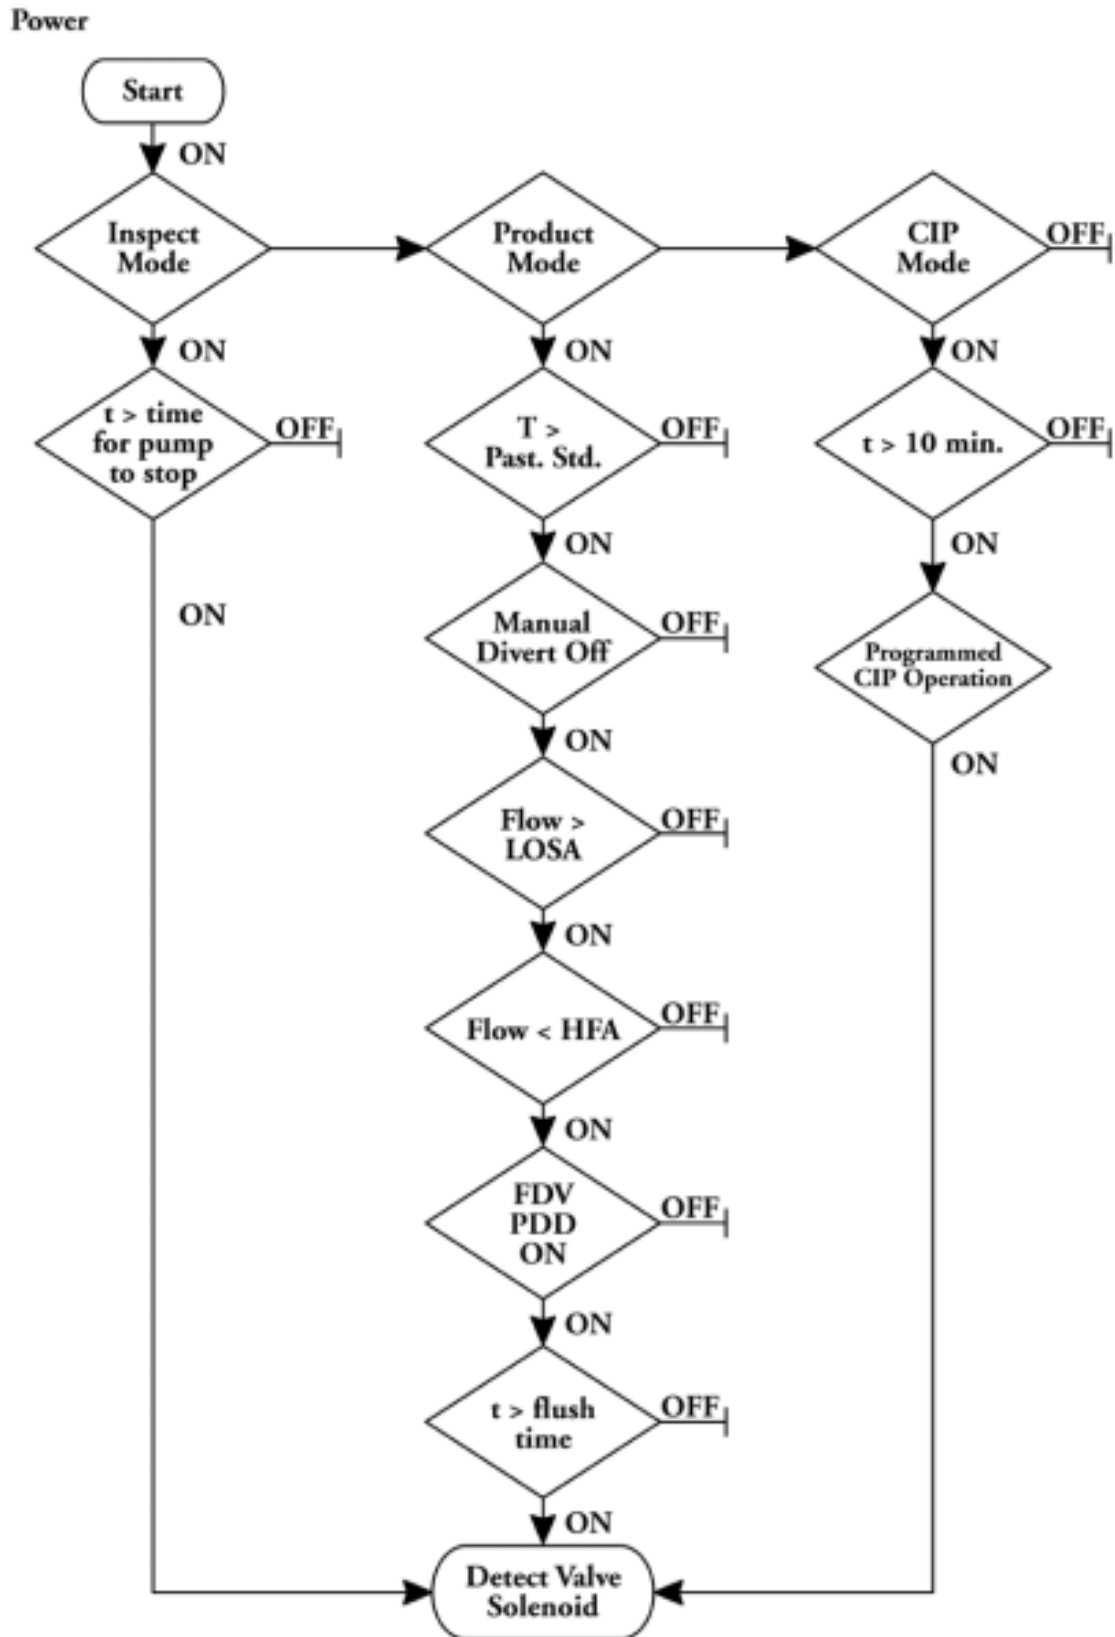 Power
Start
ON
Inspect
Mode
ON
t > time
for pump
to stop
OFF
ON
Product
Mode
ON
T >
Past. Std.
OFF
ON
Manual
Divert Off
OFF
ON
Flow >
LOSA
OFF
ON
Flow < HFA
OFF
ON
FDV
PDD
ON
OFF
ON
t > flush
time
OFF
ON
CIP
Mode
OFF
ON
t > 10 min.
OFF
ON
Programmed
CIP Operation
ON
Detect Valve
Solenoid